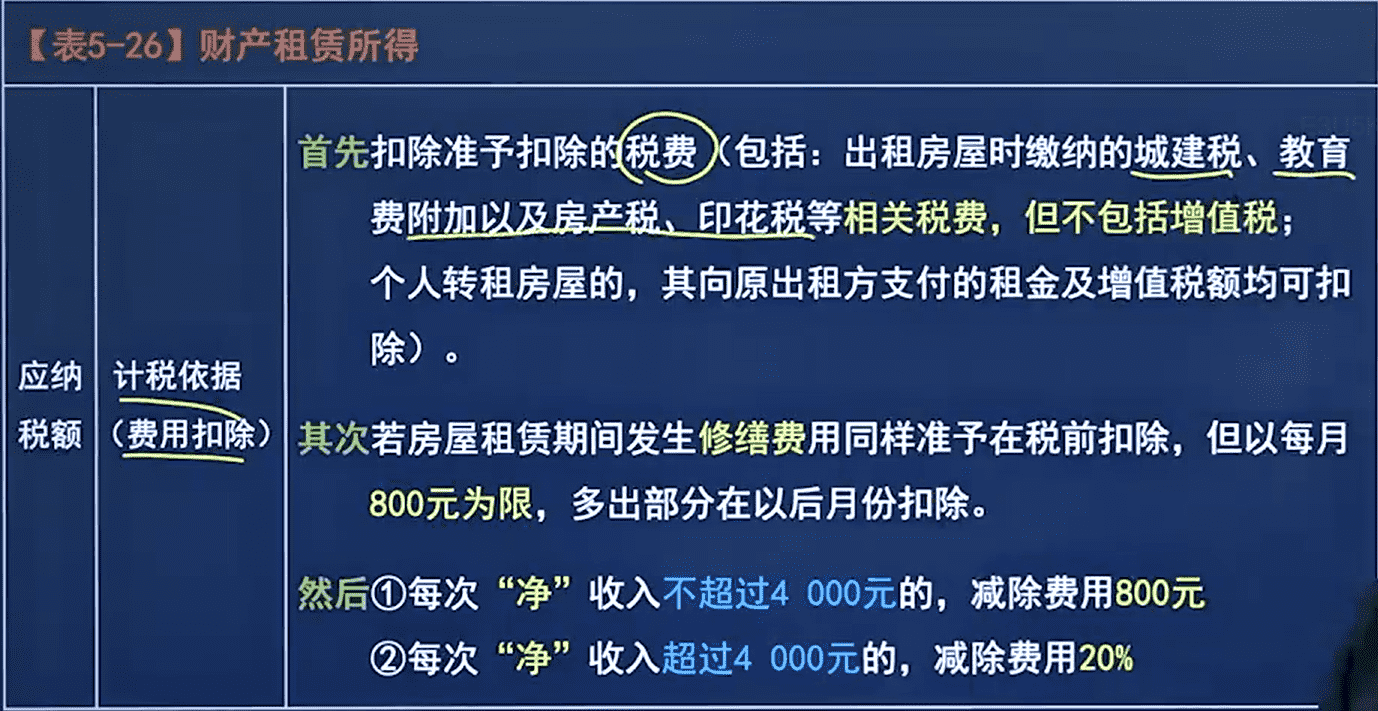 【表5-26】财产租赁所得
首先扣除准予扣除的税费（包括：出租房屋时缴纳的城建税、教育
费附加以及房产税、印花税等相关税费，但不包括增值税；
个人转租房屋的，其向原出租方支付的租金及增值税额均可扣
除）。
应纳
税额
计税依据
（费用扣除）
其次若房屋租赁期间发生修缮费用同样准予在税前扣除，但以每月
800元为限，多出部分在以后月份扣除。
然后①每次“净”收入不超过4 000元的，减除费用800元
②每次“净”收入超过4 000元的，减除费用20%